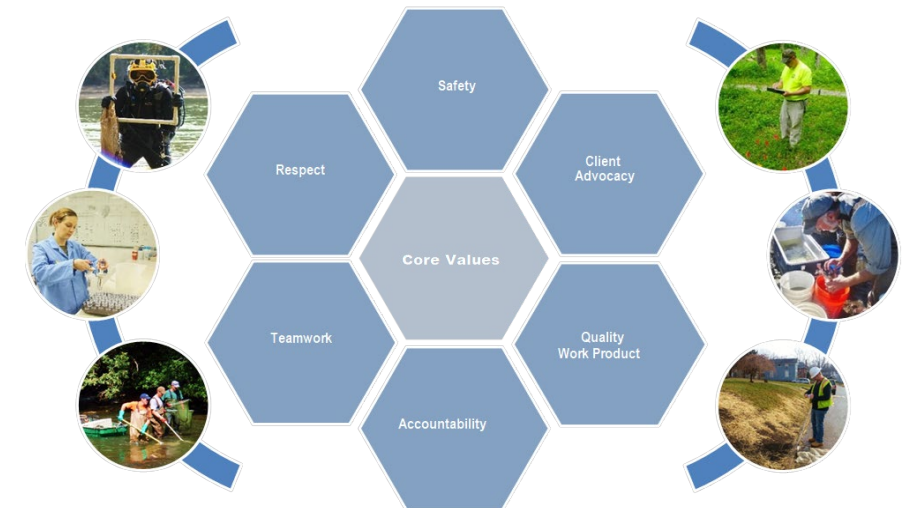 Safety
Respect
Client
Advocacy
Core Values
Teamwork
Quality
Work Product
Accountability